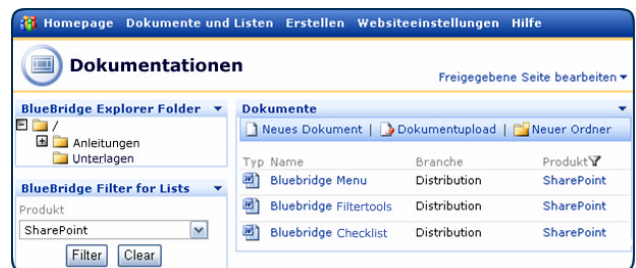 Homepage Dokumente und Listen Erstellen Websiteeinstellungen Hilfe
Dokumentationen
Freigegebene Seite bearbeiten
BlueBridge Explorer Folder
/
Anleitungen
Unterlagen
BlueBridge Filter for Lists
Produkt
SharePoint
Filter Clear
Dokumente
Neues Dokument | Dokumentupload | Neuer Ordner
Typ Name Branche Produkt
Bluebridge Menu Distribution SharePoint
Bluebridge Filtertools Distribution SharePoint
Bluebridge Checklist Distribution SharePoint